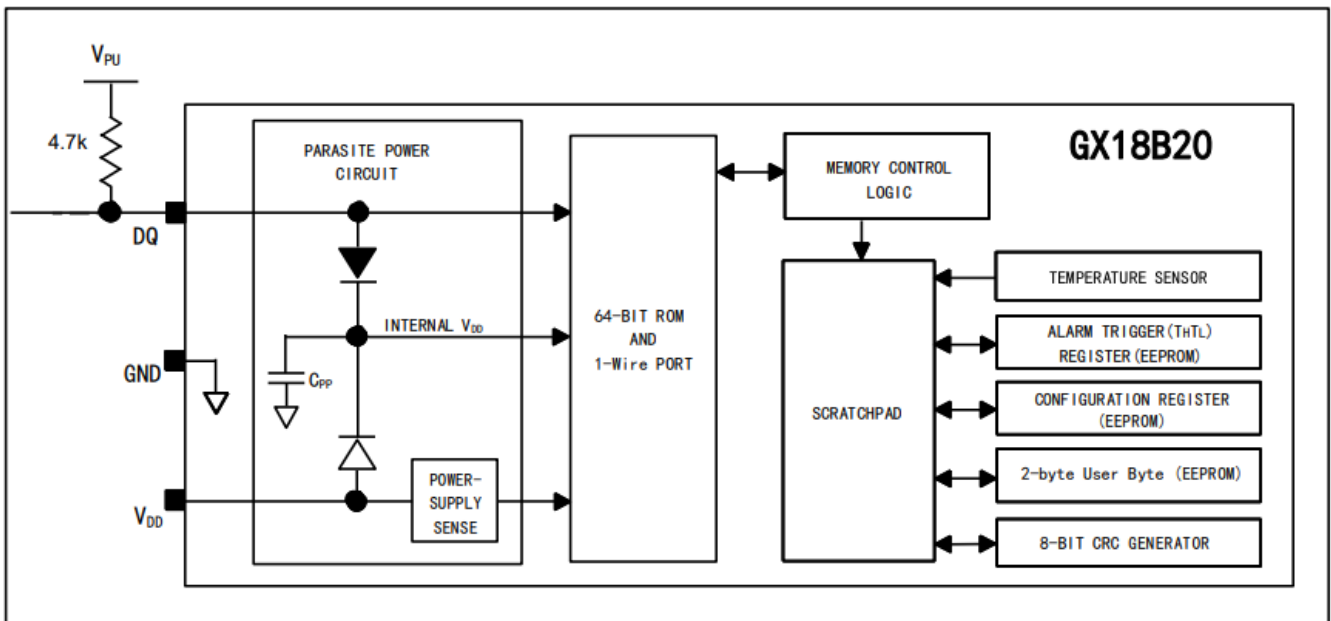 VPU
4.7k
DQ
GND
VDD
PARASITE POWER
CIRCUIT
INTERNAL VDD
CPP
POWER-
SUPPLY
SENSE
64-BIT ROM
AND
1-Wire PORT
MEMORY CONTROL
LOGIC
SCRATCHPAD
GX18B20
TEMPERATURE SENSOR
ALARM TRIGGER(THTL)
REGISTER(EEPROM)
CONFIGURATION REGISTER
(EEPROM)
2-byte User Byte (EEPROM)
8-BIT CRC GENERATOR